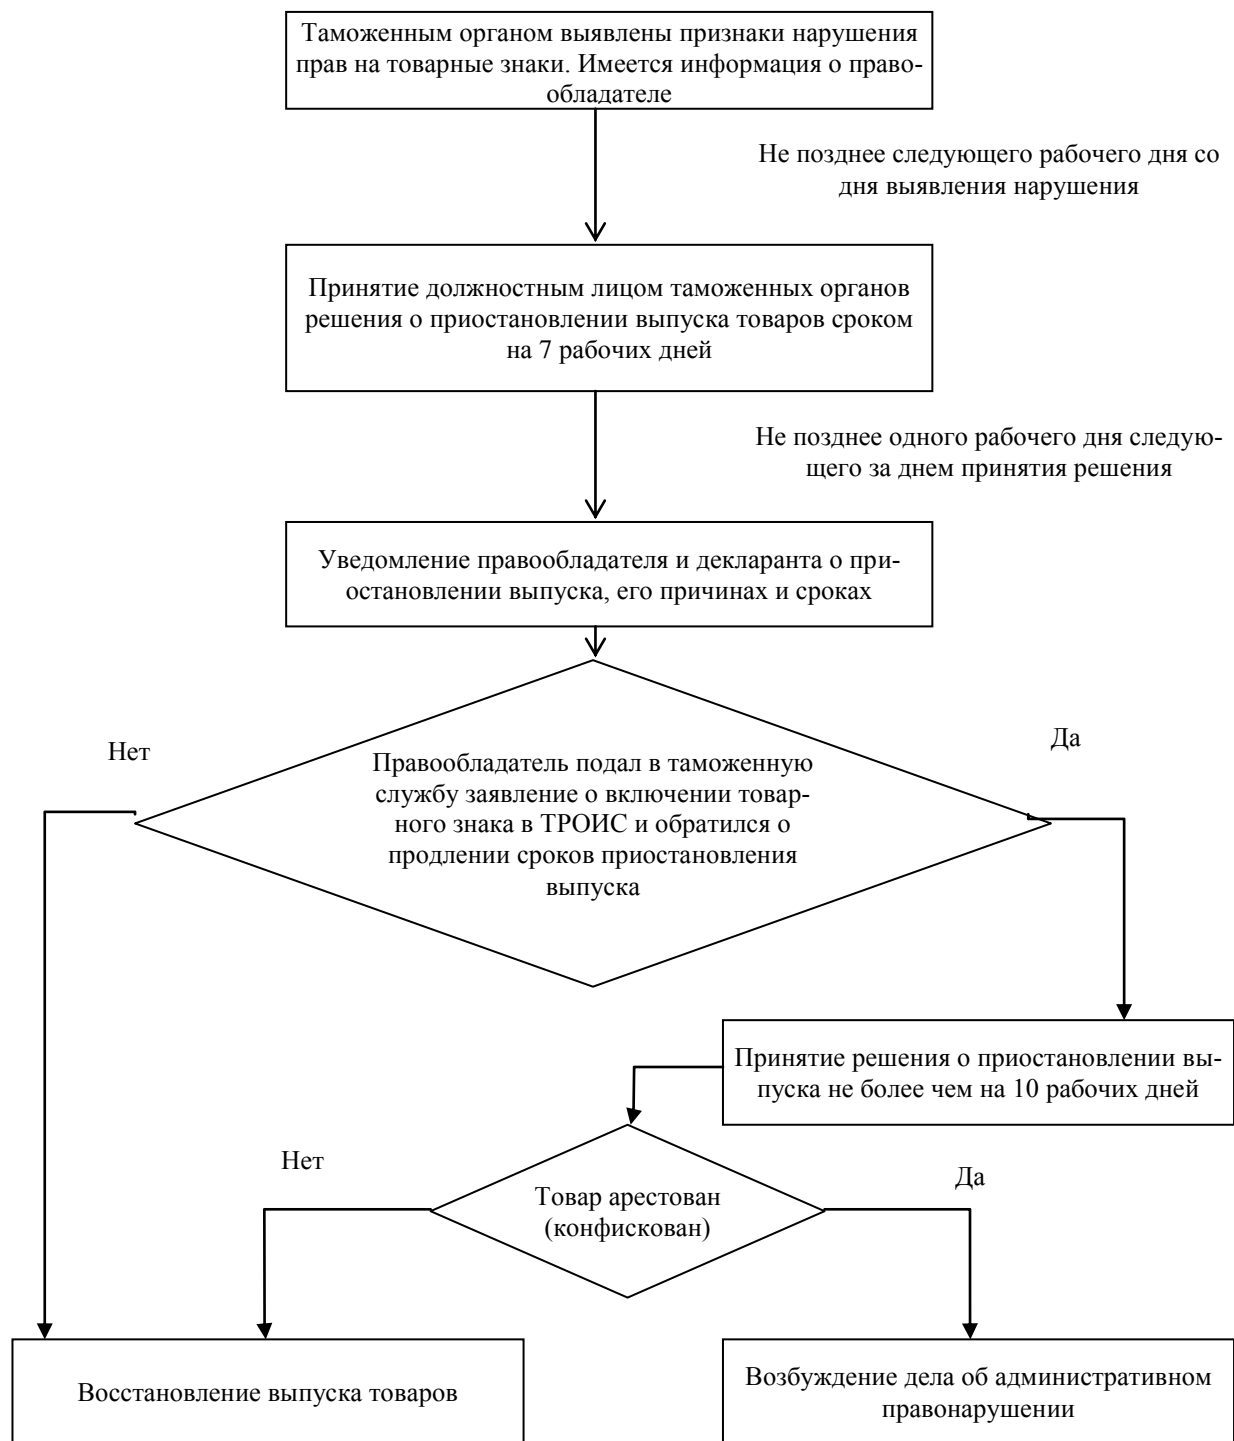 Таможенным органом выявлены признаки нарушения
прав на товарные знаки. Имеется информация о право-
обладателе
Не позднее следующего рабочего дня со
дня выявления нарушения
Принятие должностным лицом таможенных органов
решения о приостановлении выпуска товаров сроком
на 7 рабочих дней
Не позднее одного рабочего дня следую-
щего за днем принятия решения
Уведомление правообладателя и декларанта о при-
остановлении выпуска, его причинах и сроках
Нет
Да
Правообладатель подал в таможенную
службу заявление о включении товар-
ного знака в ТРОИС и обратился о
продлении сроков приостановления
выпуска
Принятие решения о приостановлении вы-
пуска не более чем на 10 рабочих дней
Нет
Да
Товар арестован
(конфискован)
Восстановление выпуска товаров
Возбуждение дела об административном
правонарушении